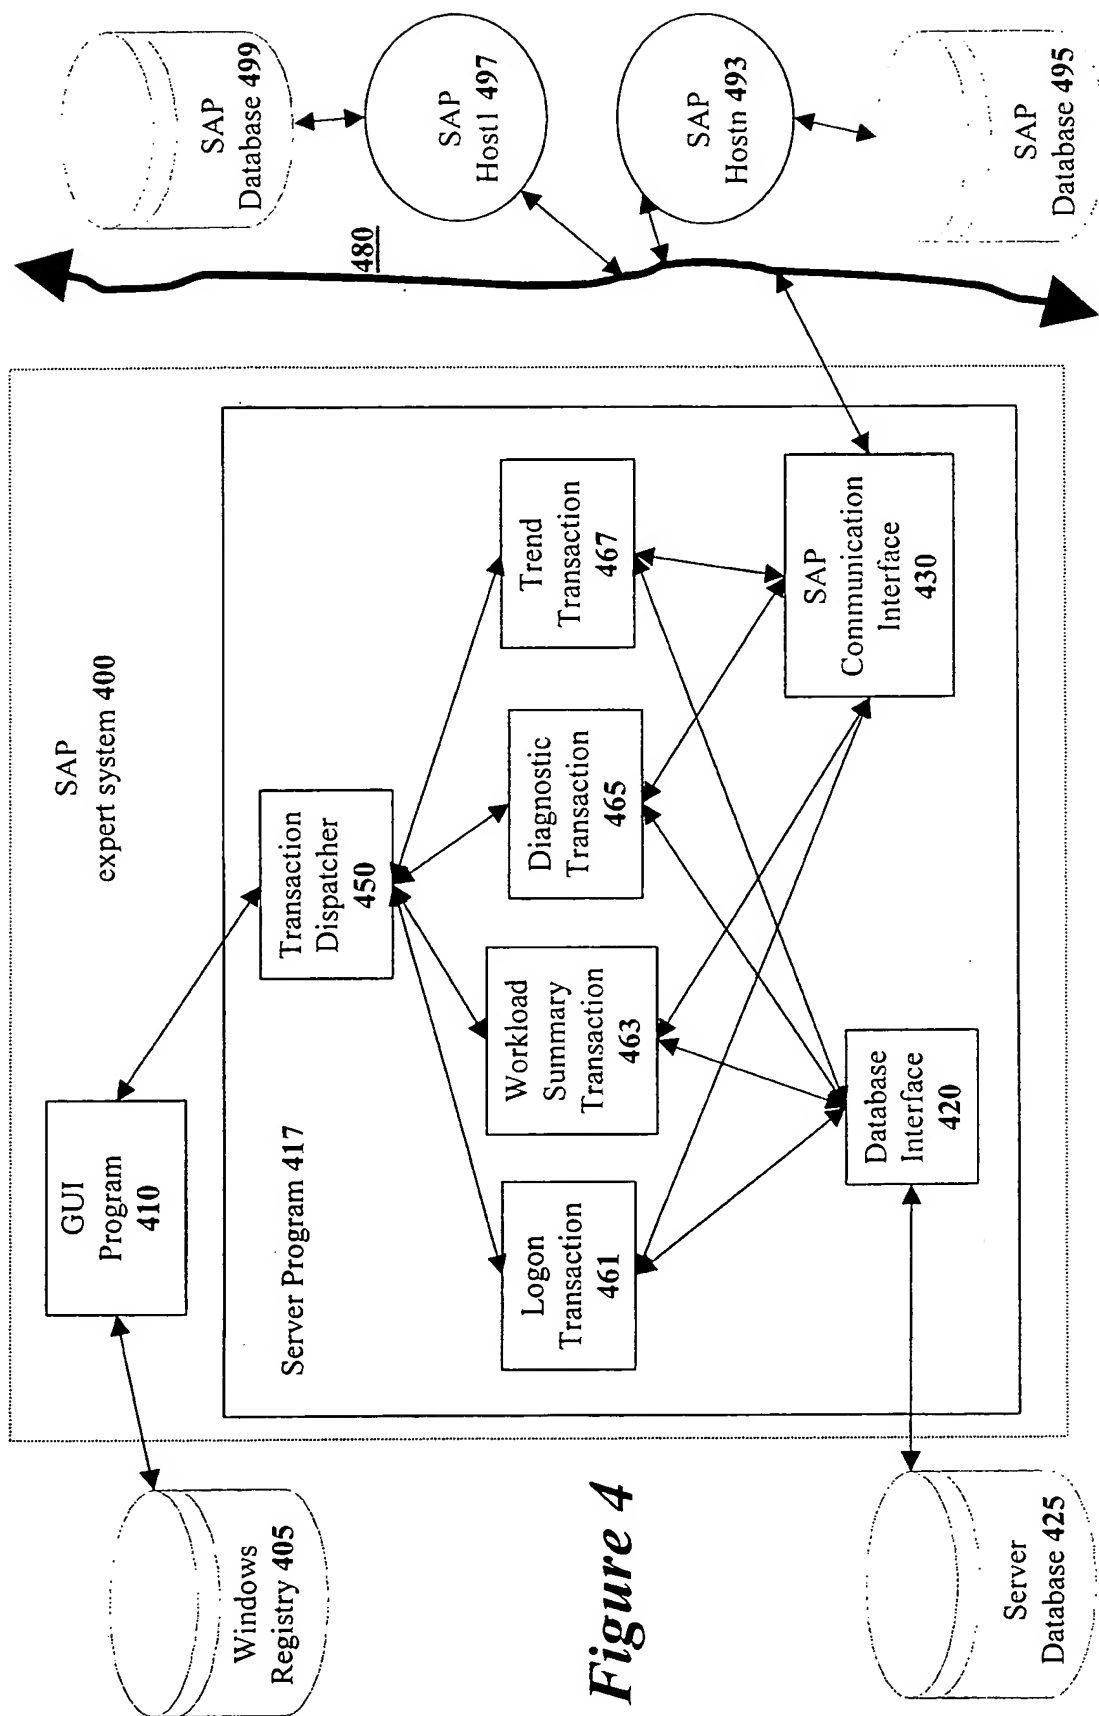 SAP
expert system 400
GUI
Program
410
Windows
Registry 405
Server Program 417
Transaction
Dispatcher
450
Logon
Transaction
461
Workload
Summary
Transaction
463
Diagnostic
Transaction
465
Trend
Transaction
467
Database
Interface
420
SAP
Communication
Interface
430
Server
Database 425
480
SAP
Database 499
SAP
Host1 497
SAP
Hostn 493
SAP
Database 495
Figure 4